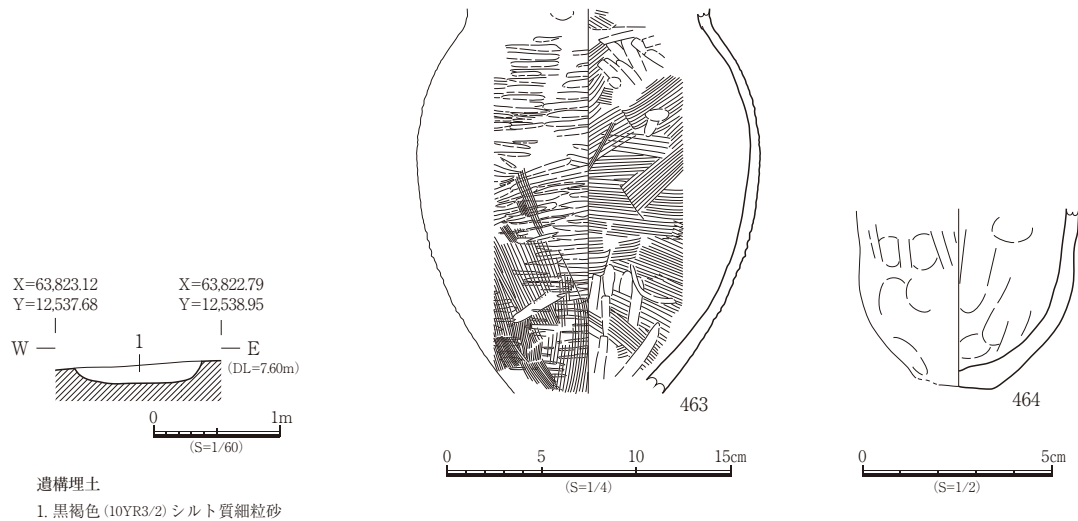 X=63,823.12
Y=12,537.68
X=63,822.79
Y=12,538.95
W
1
E
(DL=7.60m)
0 1m
(S=1/60)
遺構埋土
1. 黒褐色(10YR3/2)シルト質細粒砂
463
0 5 10 15cm
(S=1/4)
464
0 5cm
(S=1/2)